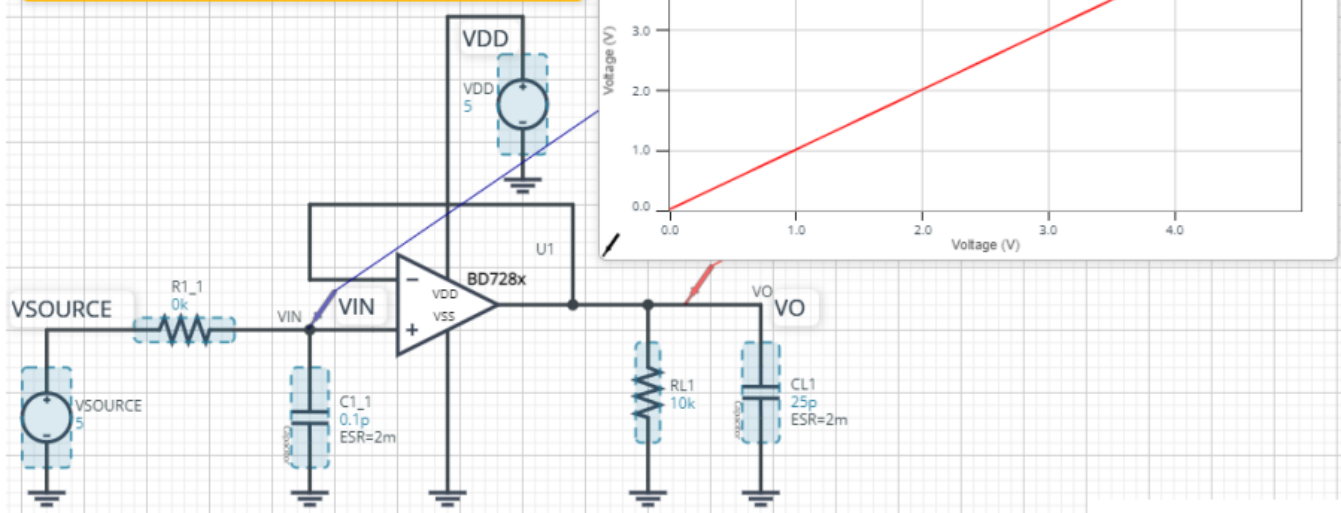 VDD
VDD
5
U1
BD728x
VDD
VSS
R1_1
0k
VSOURCE
VIN
VIN
VO
VO
VSOURCE
5
C1_1
0.1p
ESR=2m
Capacitor
RL1
10k
CL1
25p
ESR=2m
Capacitor
Voltage (V)
3.0
2.0
1.0
0.0
0.0 1.0 2.0 3.0 4.0
Voltage (V)